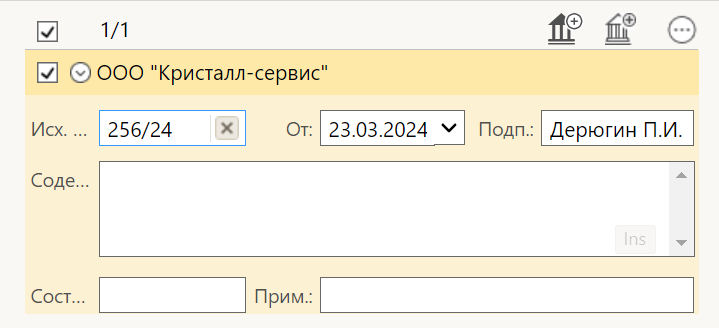 1/1
ООО "Кристалл-сервис"
Исх. ... 256/24 От: 23.03.2024 Подп.: Дерюгин П.И.
Соде...
Ins
Сост... Прим.: